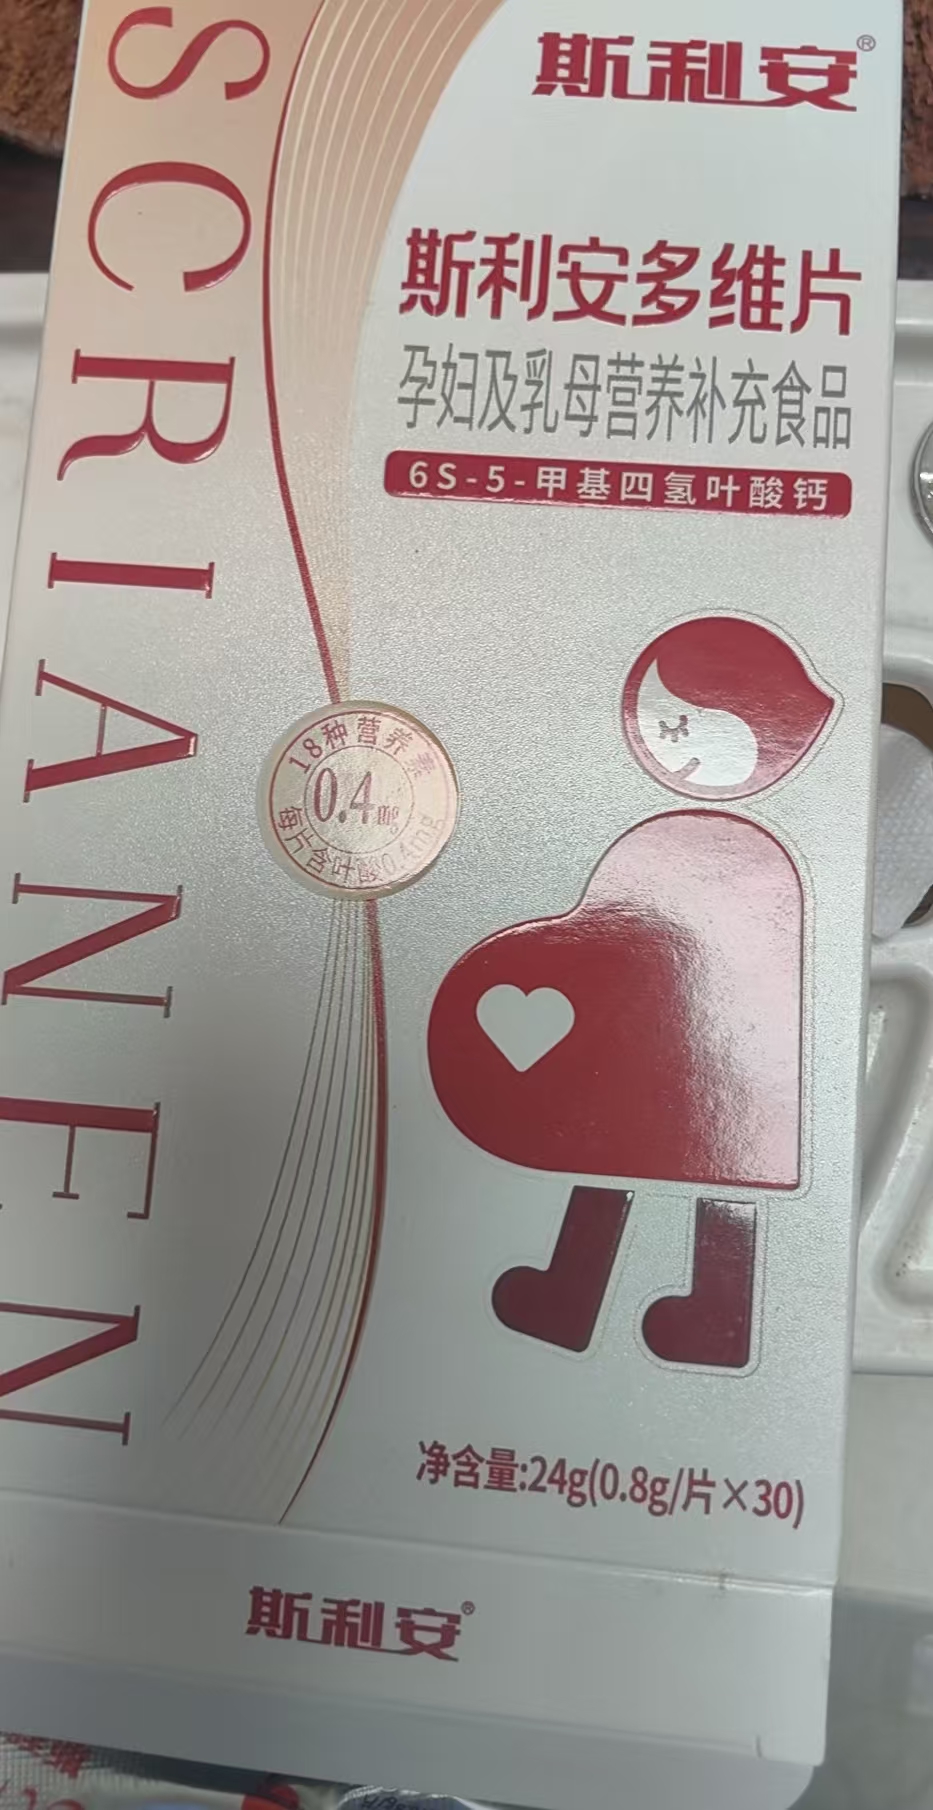 斯利安®
斯利安多维片
孕妇及乳母营养补充食品
6S-5-甲基四氢叶酸钙
SCRIANEN
18种营养素
0.4mg
每片含叶酸0.4mg
净含量:24g(0.8g/片×30)
斯利安®